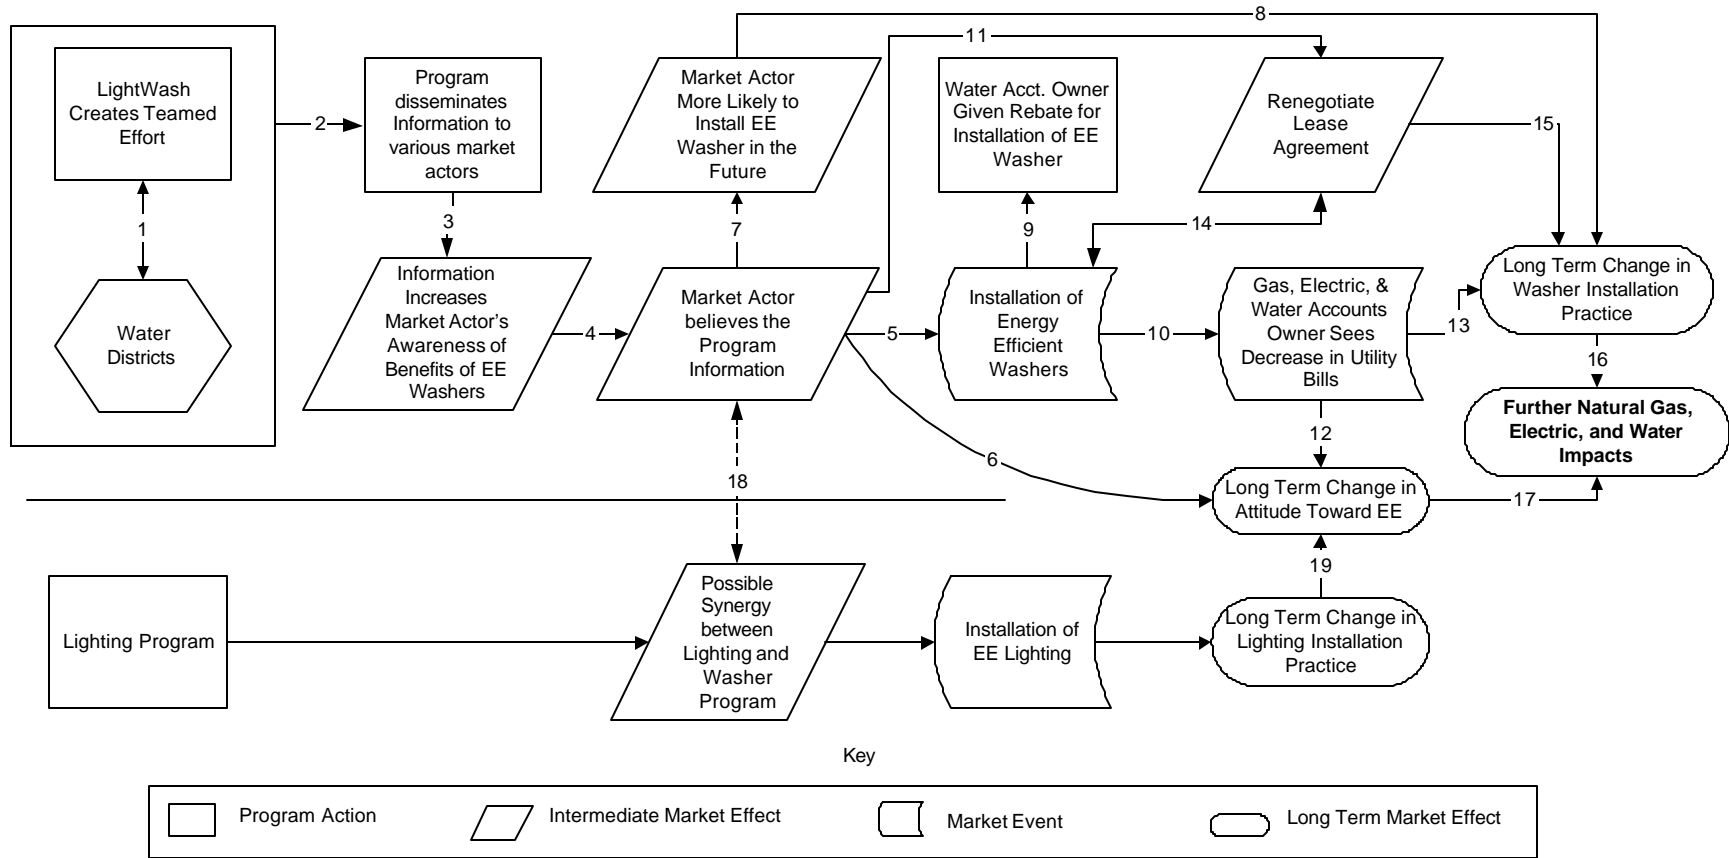 8
11
LightWash
Creates Teamed
Effort
2
Program
disseminates
Information to
various market
actors
Market Actor
More Likely to
Install EE
Washer in the
Future
Water Acct. Owner
Given Rebate for
Installation of EE
Washer
Renegotiate
Lease
Agreement
15
1
3
7
9
14
Water
Districts
Information
Increases
Market Actor's
Awareness of
Benefits of EE
Washers
4
Market Actor
believes the
Program
Information
5
Installation of
Energy
Efficient
Washers
10
Gas, Electric, &
Water Accounts
Owner Sees
Decrease in Utility
Bills
13
Long Term Change in
Washer Installation
Practice
16
Further Natural Gas,
Electric, and Water
Impacts
12
6
18
Long Term Change in
Attitude Toward EE
17
19
Lighting Program
Possible
Synergy
between
Lighting and
Washer
Program
Installation of
EE Lighting
Long Term Change in
Lighting Installation
Practice
Key
Program Action
Intermediate Market Effect
Market Event
Long Term Market Effect